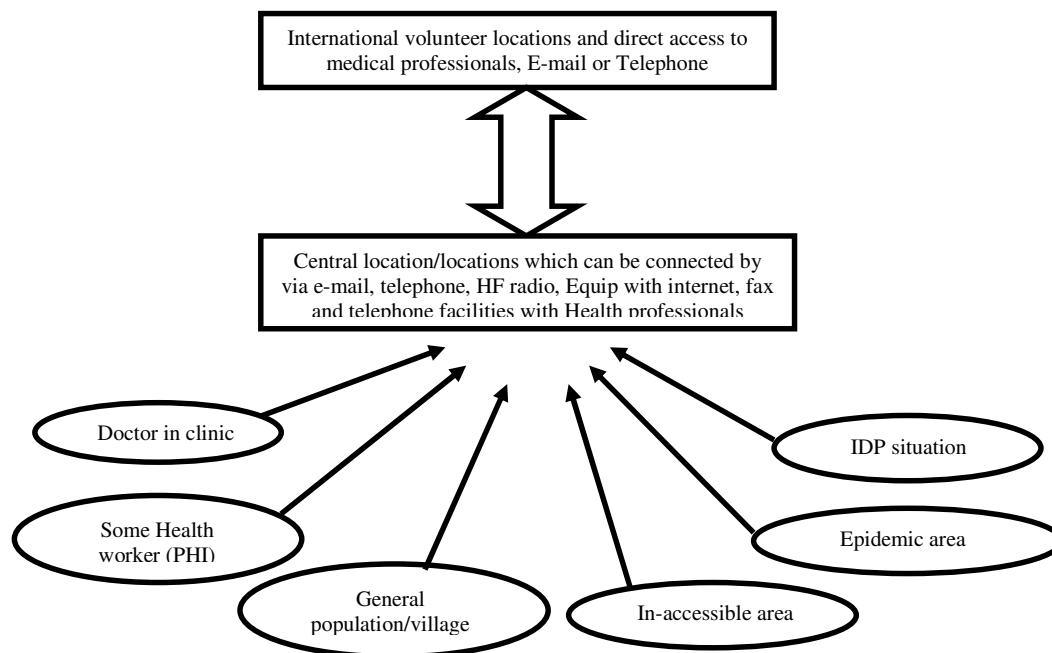 International volunteer locations and direct access to
medical professionals, E-mail or Telephone
Central location/locations which can be connected by
via e-mail, telephone, HF radio, Equip with internet, fax
and telephone facilities with Health professionals
Doctor in clinic
IDP situation
Some Health
worker (PHI)
Epidemic area
General
population/village
In-accessible area